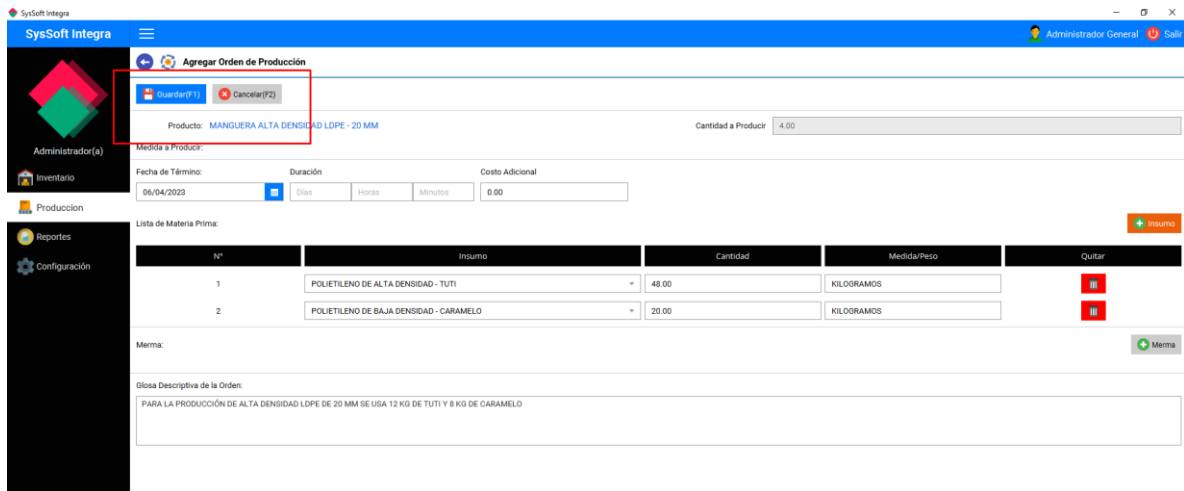 SysSoft Integra
SysSoft Integra Administrador General Salir
Agregar Orden de Producción
Guardar(F1) Cancelar(F2)
Producto: MANGUERA ALTA DENSIDAD LDPE - 20 MM Cantidad a Producir 4.00
Administrador(a)
Medida a Producir:
Inventario
Produccion
Reportes
Configuración
Fecha de Término: Duración Costo Adicional
06/04/2023 Días Horas Minutos 0.00
Lista de Materia Prima: Insumo
N° Insumo Cantidad Medida/Peso Quitar
1 POLIETILENO DE ALTA DENSIDAD - TUTI 48.00 KILOGRAMOS
2 POLIETILENO DE BAJA DENSIDAD - CARAMELO 20.00 KILOGRAMOS
Merma: Merma
Glosa Descriptiva de la Orden:
PARA LA PRODUCCIÓN DE ALTA DENSIDAD LDPE DE 20 MM SE USA 12 KG DE TUTI Y 8 KG DE CARAMELO